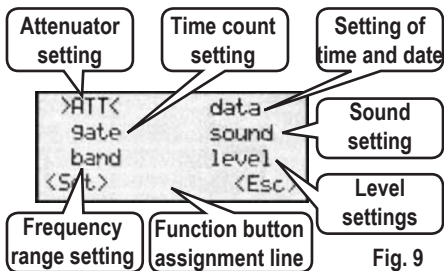 Attenuator setting
Time count setting
Setting of time and date
>ATT< data
gate sound
band level
<Set> <Esc>
Sound setting
Level settings
Frequency range setting
Function button assignment line
Fig. 9